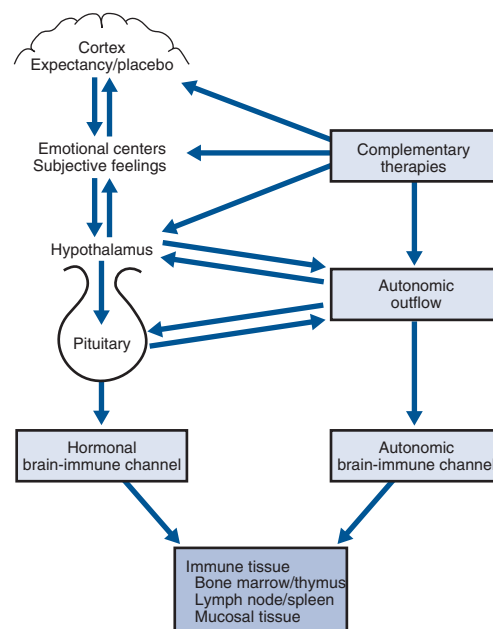 Cortex
Expectancy/placebo
Emotional centers
Subjective feelings
Complementary
therapies
Hypothalamus
Autonomic
outflow
Pituitary
Hormonal
brain-immune channel
Autonomic
brain-immune channel
Immune tissue
Bone marrow/thymus
Lymph node/spleen
Mucosal tissue